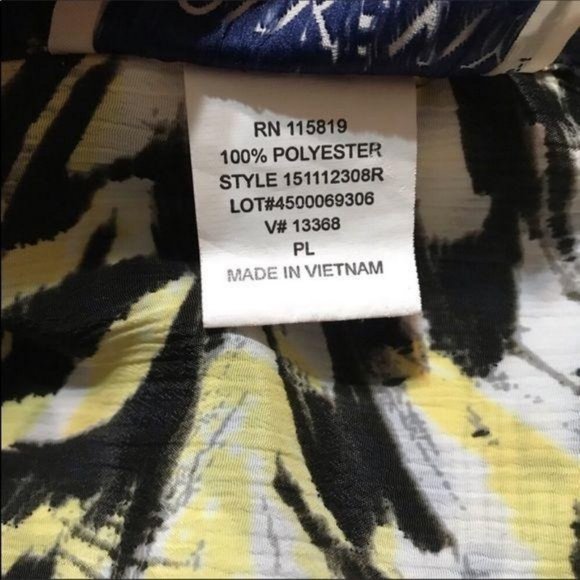 RN 115819
100% POLYESTER
STYLE 151112308R
LOT#4500069306
V# 13368
PL
MADE IN VIETNAM